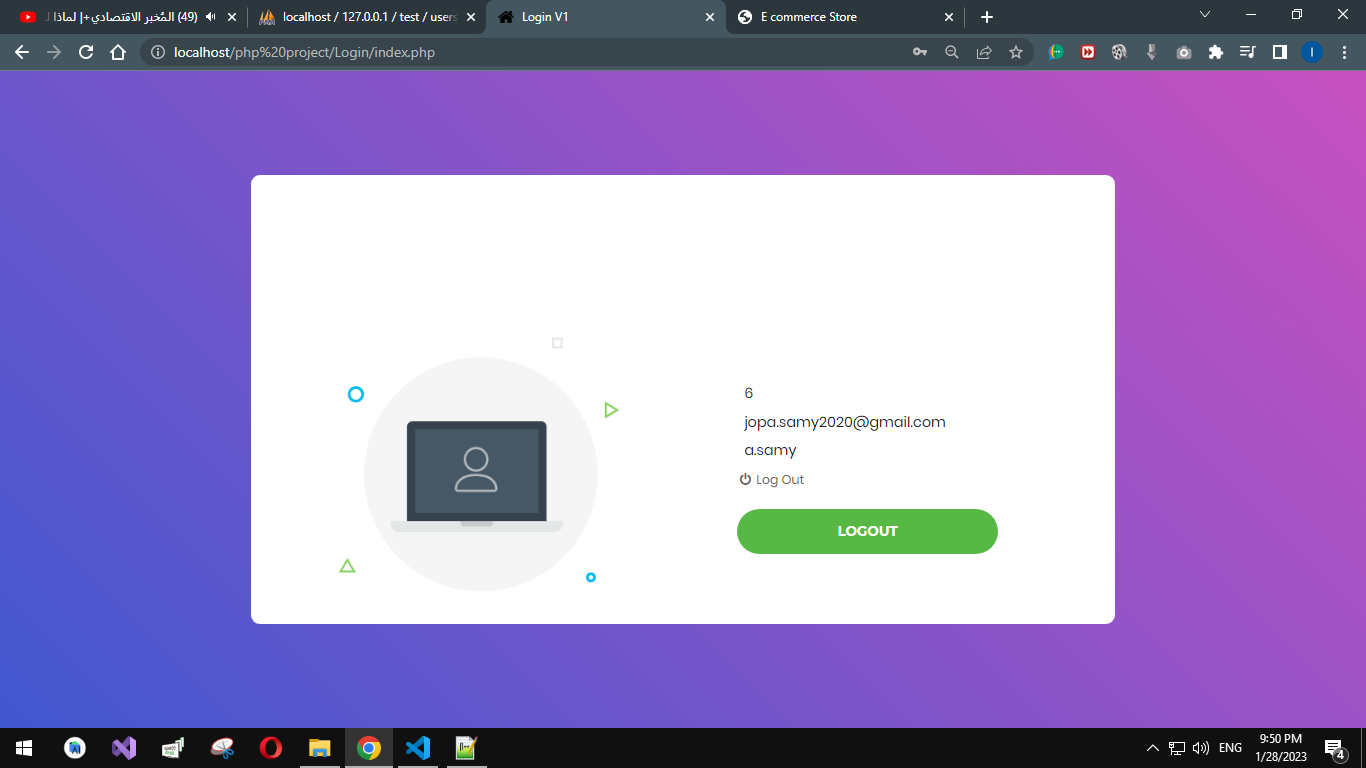 (49) المُخبر الاقتصادي+| لماذا ل
localhost / 127.0.0.1 / test / users
Login V1
E commerce Store
localhost/php%20project/Login/index.php
I
6
jopa.samy2020@gmail.com
a.samy
Log Out
LOGOUT
ENG
9:50 PM
1/28/2023
4